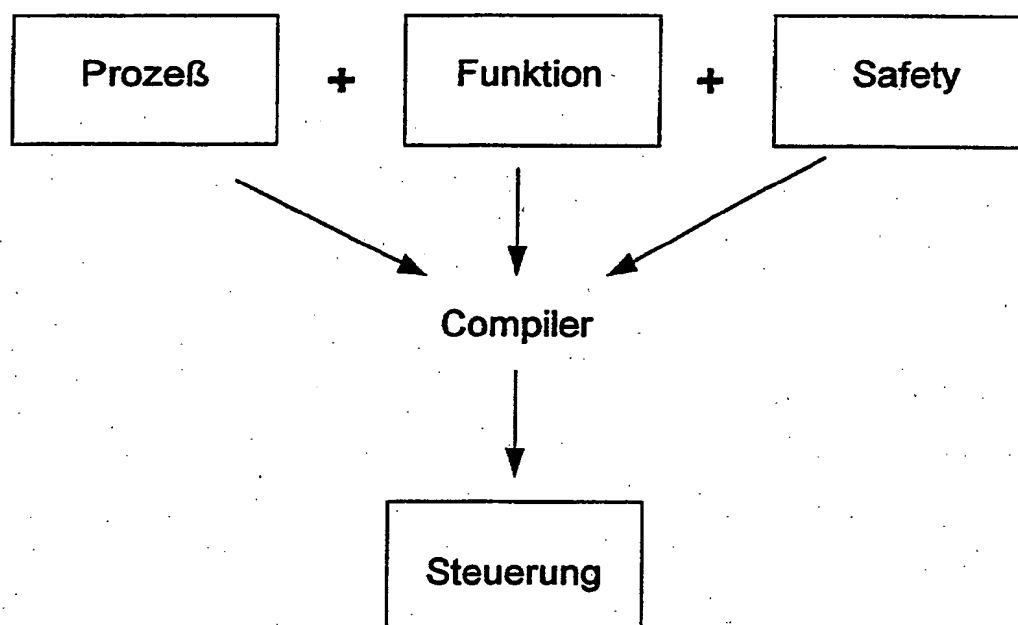 Prozeß + Funktion + Safety
Compiler
Steuerung